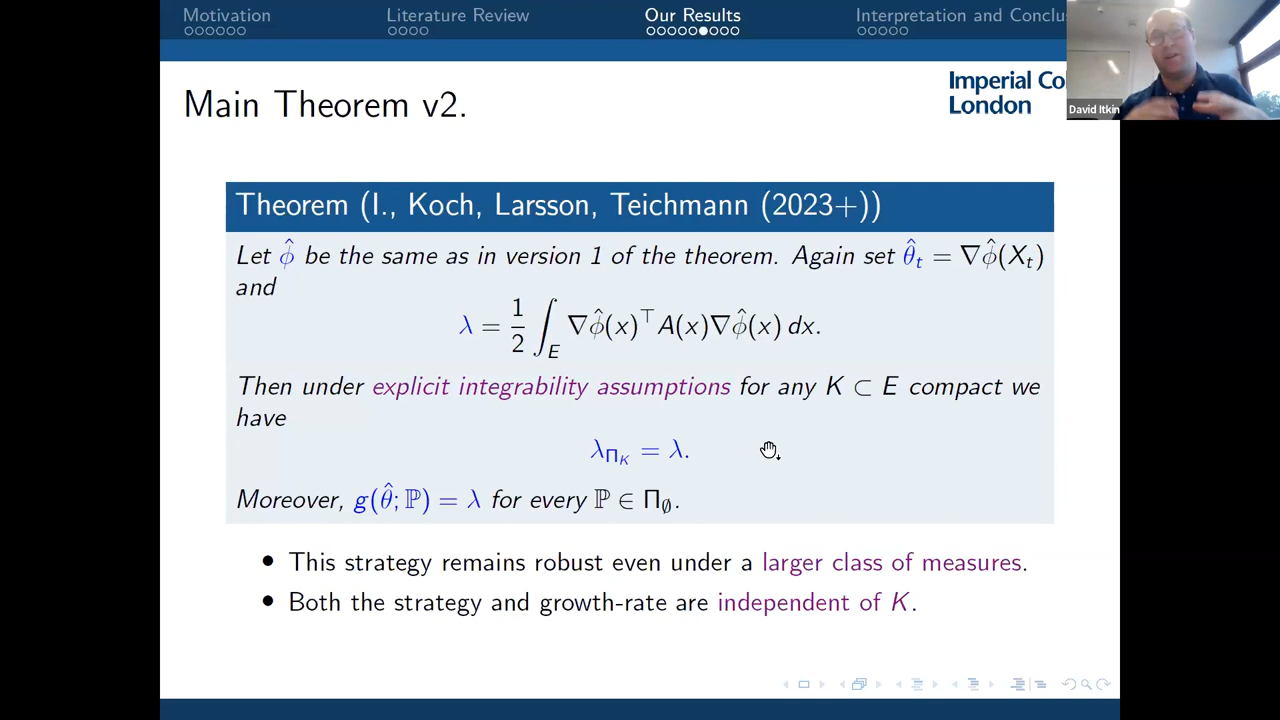 Motivation
Literature Review
Our Results
Interpretation and Conclu
Imperial Co
London
David Itkin
Main Theorem v2.
Theorem (I., Koch, Larsson, Teichmann (2023+))
Let ϕ̂ be the same as in version 1 of the theorem. Again set θ̂ₜ = ∇ϕ̂(Xₜ)
and
λ = 1/2 ∫_E ∇ϕ̂(x)^⊤ A(x)∇ϕ̂(x) dx.
Then under explicit integrability assumptions for any K ⊂ E compact we
have
λ_{Π_K} = λ.
Moreover, g(θ̂; ℙ) = λ for every ℙ ∈ Π_∅.
• This strategy remains robust even under a larger class of measures.
• Both the strategy and growth-rate are independent of K.